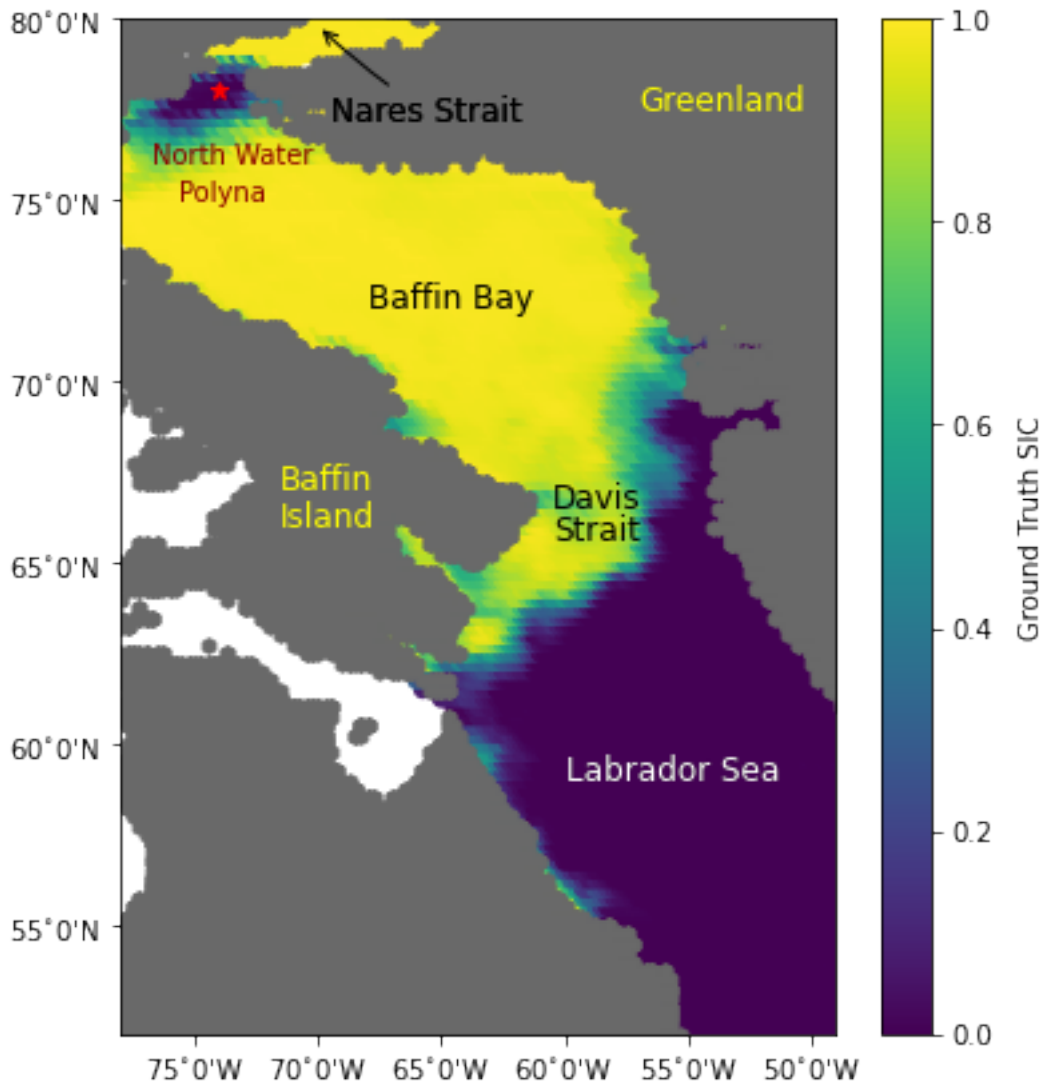 80°0'N
75°0'N
70°0'N
65°0'N
60°0'N
55°0'N
75°0'W
70°0'W
65°0'W
60°0'W
55°0'W
50°0'W
Nares Strait
Greenland
North Water
Polyna
Baffin Bay
Baffin
Island
Davis
Strait
Labrador Sea
1.0
0.8
0.6
0.4
0.2
0.0
Ground Truth SIC